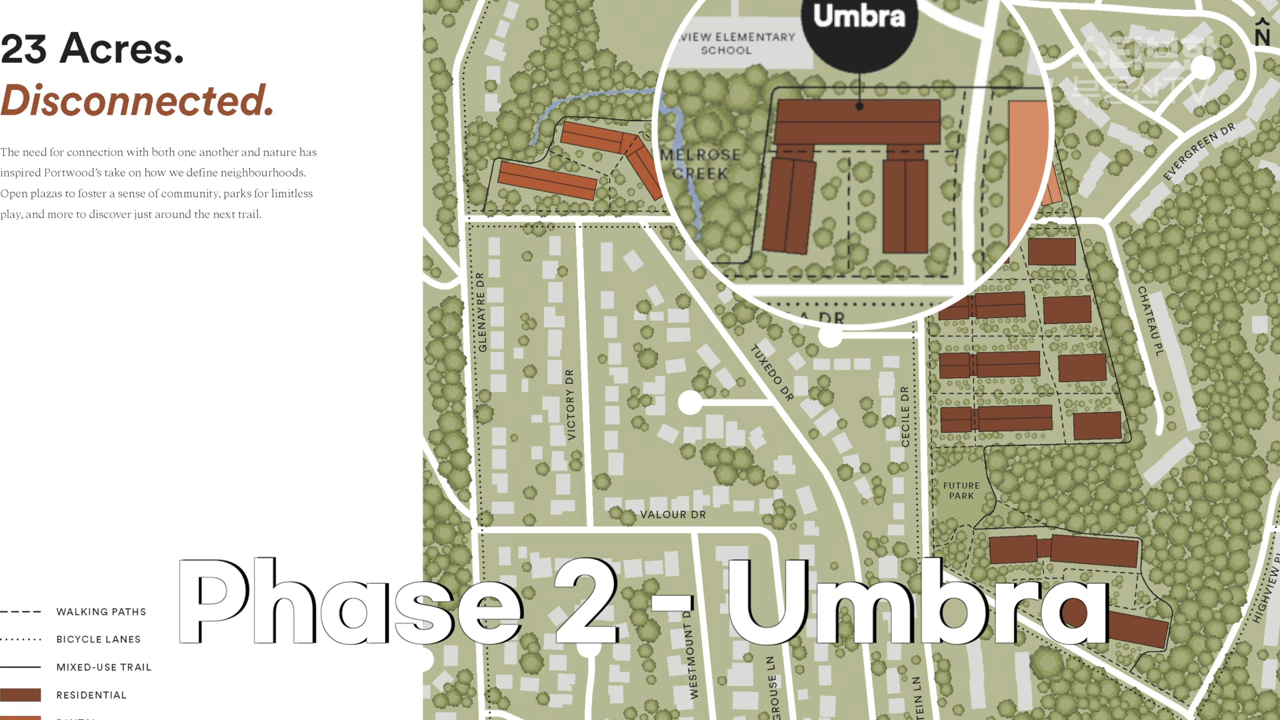 23 Acres.
Disconnected.
The need for connection with both one another and nature has
inspired Portwood's take on how we define neighbourhoods.
Open plazas to foster a sense of community, parks for limitless
play, and more to discover just around the next trail.
Umbra
VIEW ELEMENTARY
SCHOOL
MELROSE
CREEK
N
EVERGREEN DR
CHATEAU PL
GLENAYRE DR
VICTORY DR
TUXEDO DR
CECILE DR
A DR
FUTURE
PARK
VALOUR DR
Phase 2 - Umbra
WESTMOUNT D
GROUSE LN
TEIN LN
HIGHVIEW PL
WALKING PATHS
BICYCLE LANES
MIXED-USE TRAIL
RESIDENTIAL